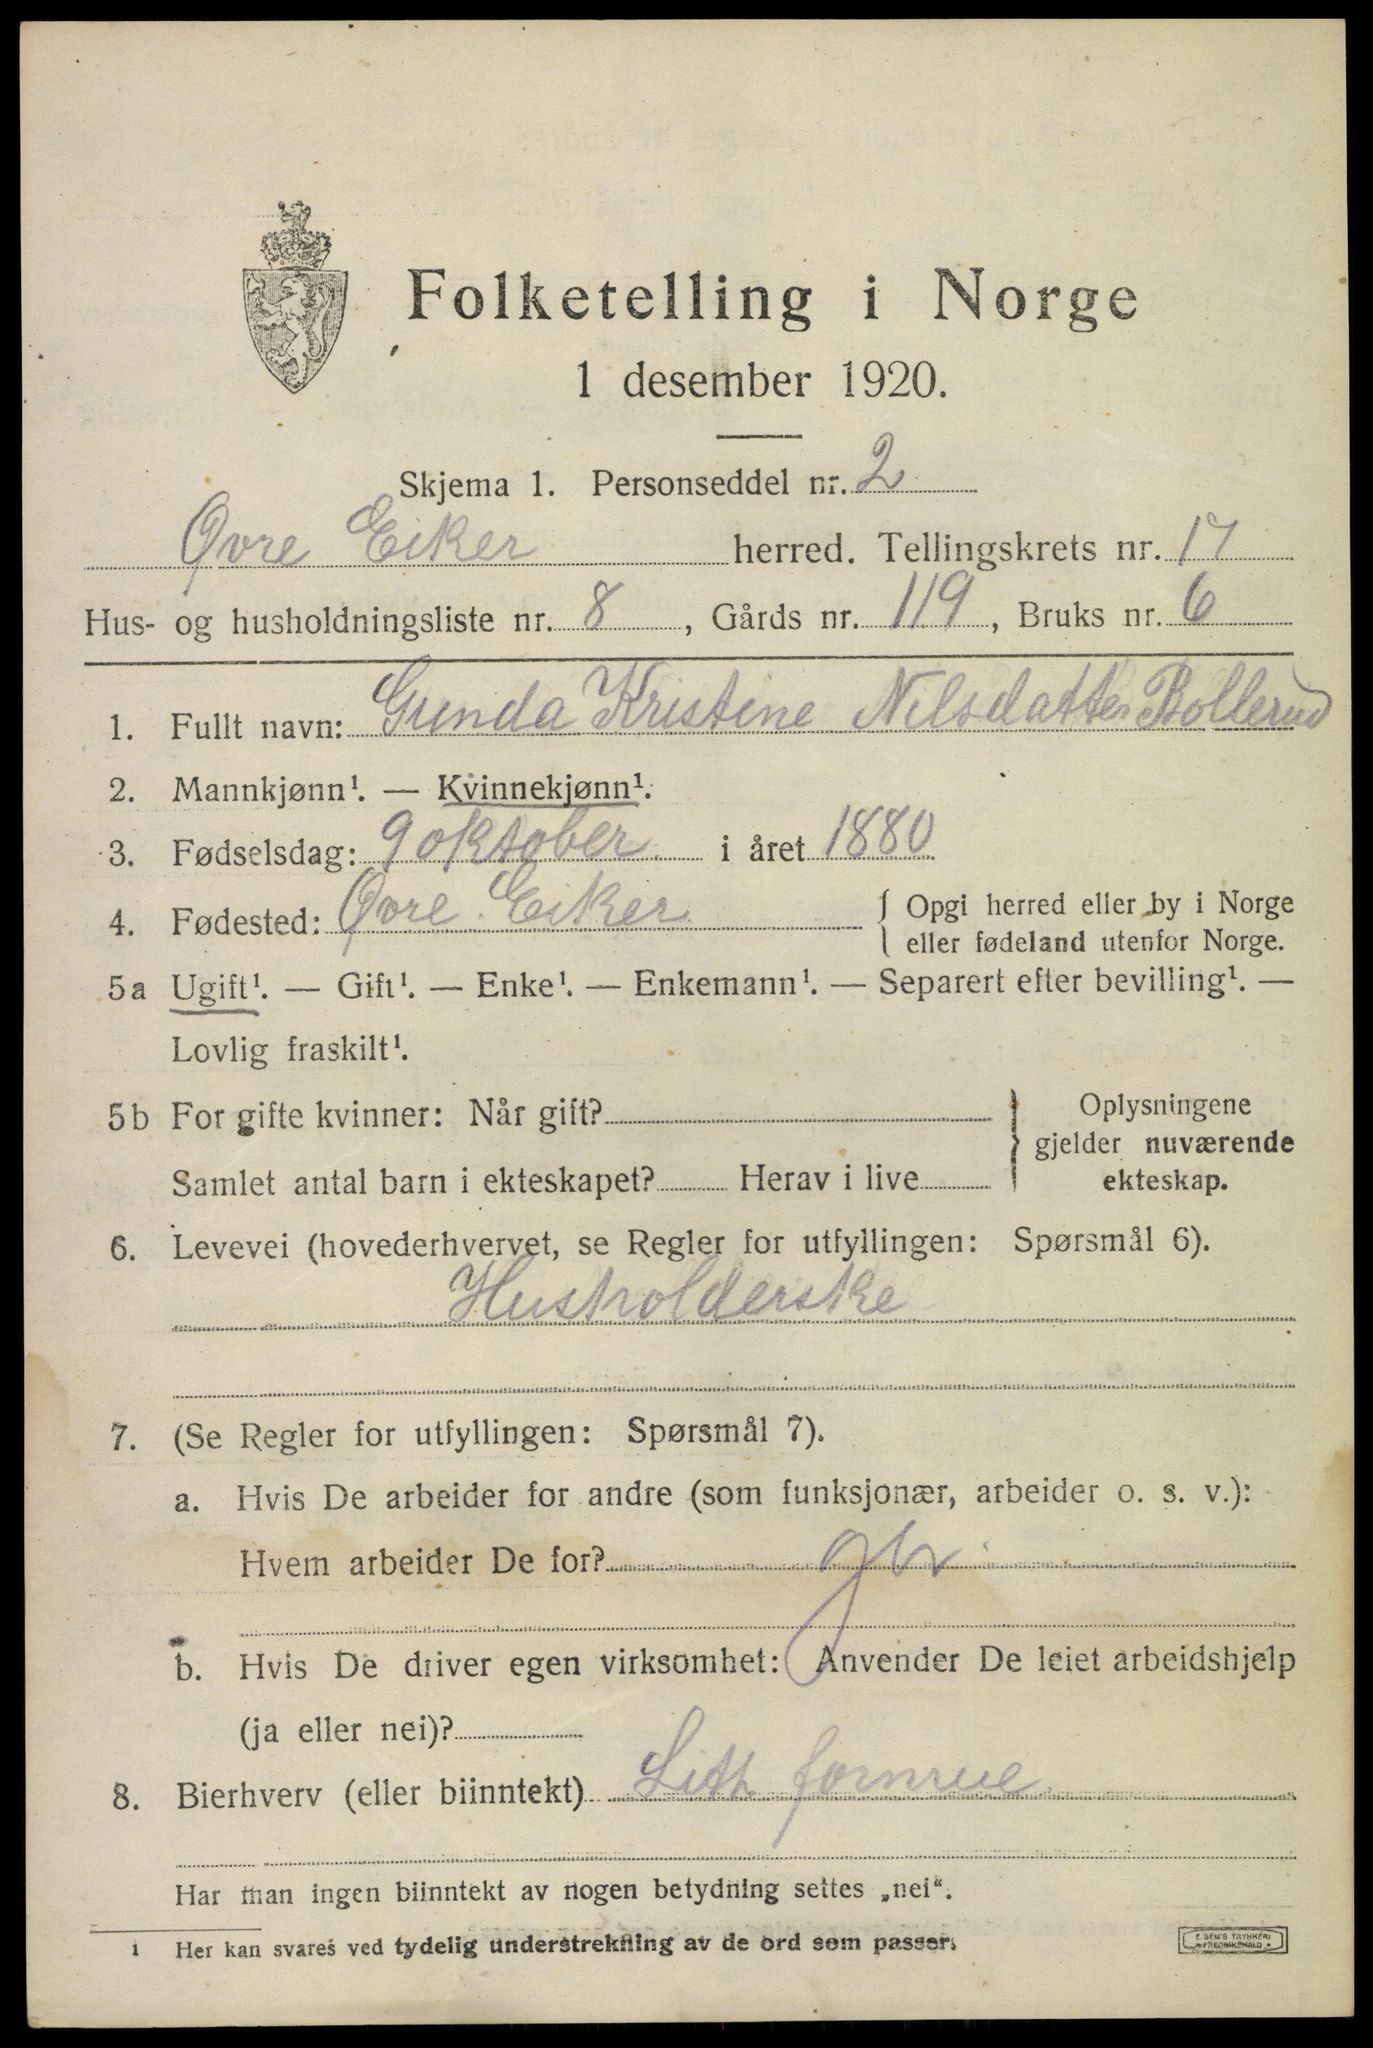 Folketelling i Norge
1 desember 1920.
Skjema 1. Personseddel nr. 2
Øvre Eiker herred. Tellingskrets nr. 17
Hus- og husholdningsliste nr. 8, Gårds nr. 119, Bruks nr. 6
1. Fullt navn: Gunda Kristine Nilsdatter Bollerud
2. Mannkjønn¹. — Kvinnekjønn¹.
3. Fødselsdag: 9 oktober i året 1880
4. Fødested: Øvre Eiker { Opgi herred eller by i Norge
eller fødeland utenfor Norge.
5a Ugift¹. — Gift¹. — Enke¹. — Enkemann¹. — Separert efter bevilling¹. —
Lovlig fraskilt¹.
5b For gifte kvinner: Når gift? } Oplysningene
gjelder nuværende
Samlet antal barn i ekteskapet? Herav i live ekteskap.
6. Levevei (hovederhvervet, se Regler for utfyllingen: Spørsmål 6).
Husholderske
7. (Se Regler for utfyllingen: Spørsmål 7).
a. Hvis De arbeider for andre (som funksjonær, arbeider o. s. v.):
Hvem arbeider De for?
b. Hvis De driver egen virksomhet: Anvender De leiet arbeidshjelp
(ja eller nei)?
8. Bierhverv (eller biinntekt) formue
Har man ingen biinntekt av nogen betydning settes „nei“.
1 Her kan svares ved tydelig understrekning av de ord som passer.
E. SEM'S TRYKKERI
FREDRIKSHALD